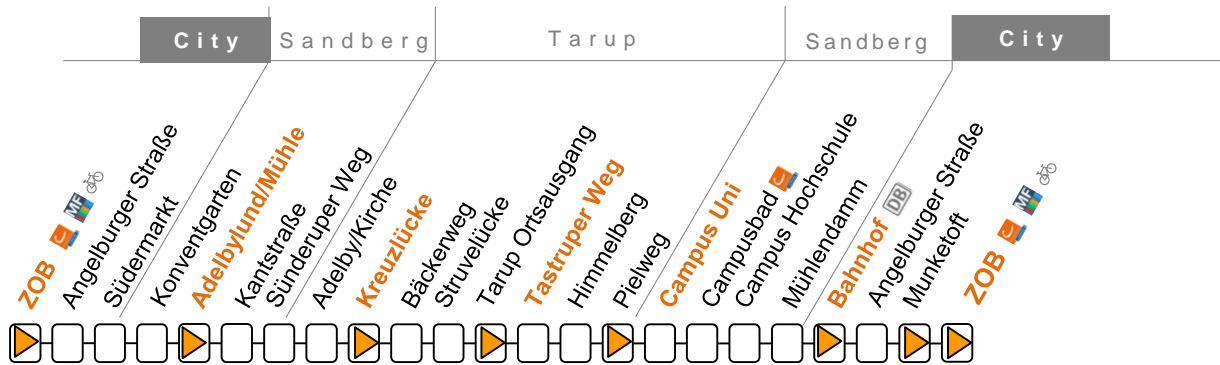 City
Sandberg
Tarup
Sandberg
City
ZOB MF
Angelburger Straße
Südermarkt
Konventgarten
Adelbylund/Mühle
Kantstraße
Sünderuper Weg
Adelby/Kirche
Kreuzlücke
Bäckerweg
Struvelücke
Tarup Ortsausgang
Tastruper Weg
Himmelberg
Pielweg
Campus Uni
Campusbad
Campus Hochschule
Mühlendamm
Bahnhof DB
Angelburger Straße
Munketoft
ZOB MF